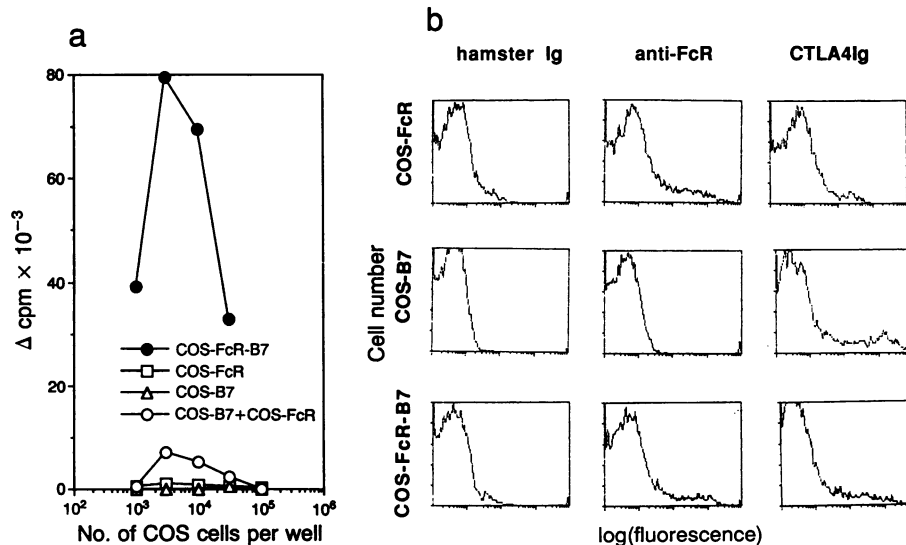 a
Δ cpm × 10⁻³
80
60
40
20
0
10²
10³
10⁴
10⁵
10⁶
No. of COS cells per well
COS-FcR-B7
COS-FcR
COS-B7
COS-B7+COS-FcR
b
hamster Ig
anti-FcR
CTLA4Ig
Cell number
COS-FcR
COS-B7
COS-FcR-B7
log(fluorescence)